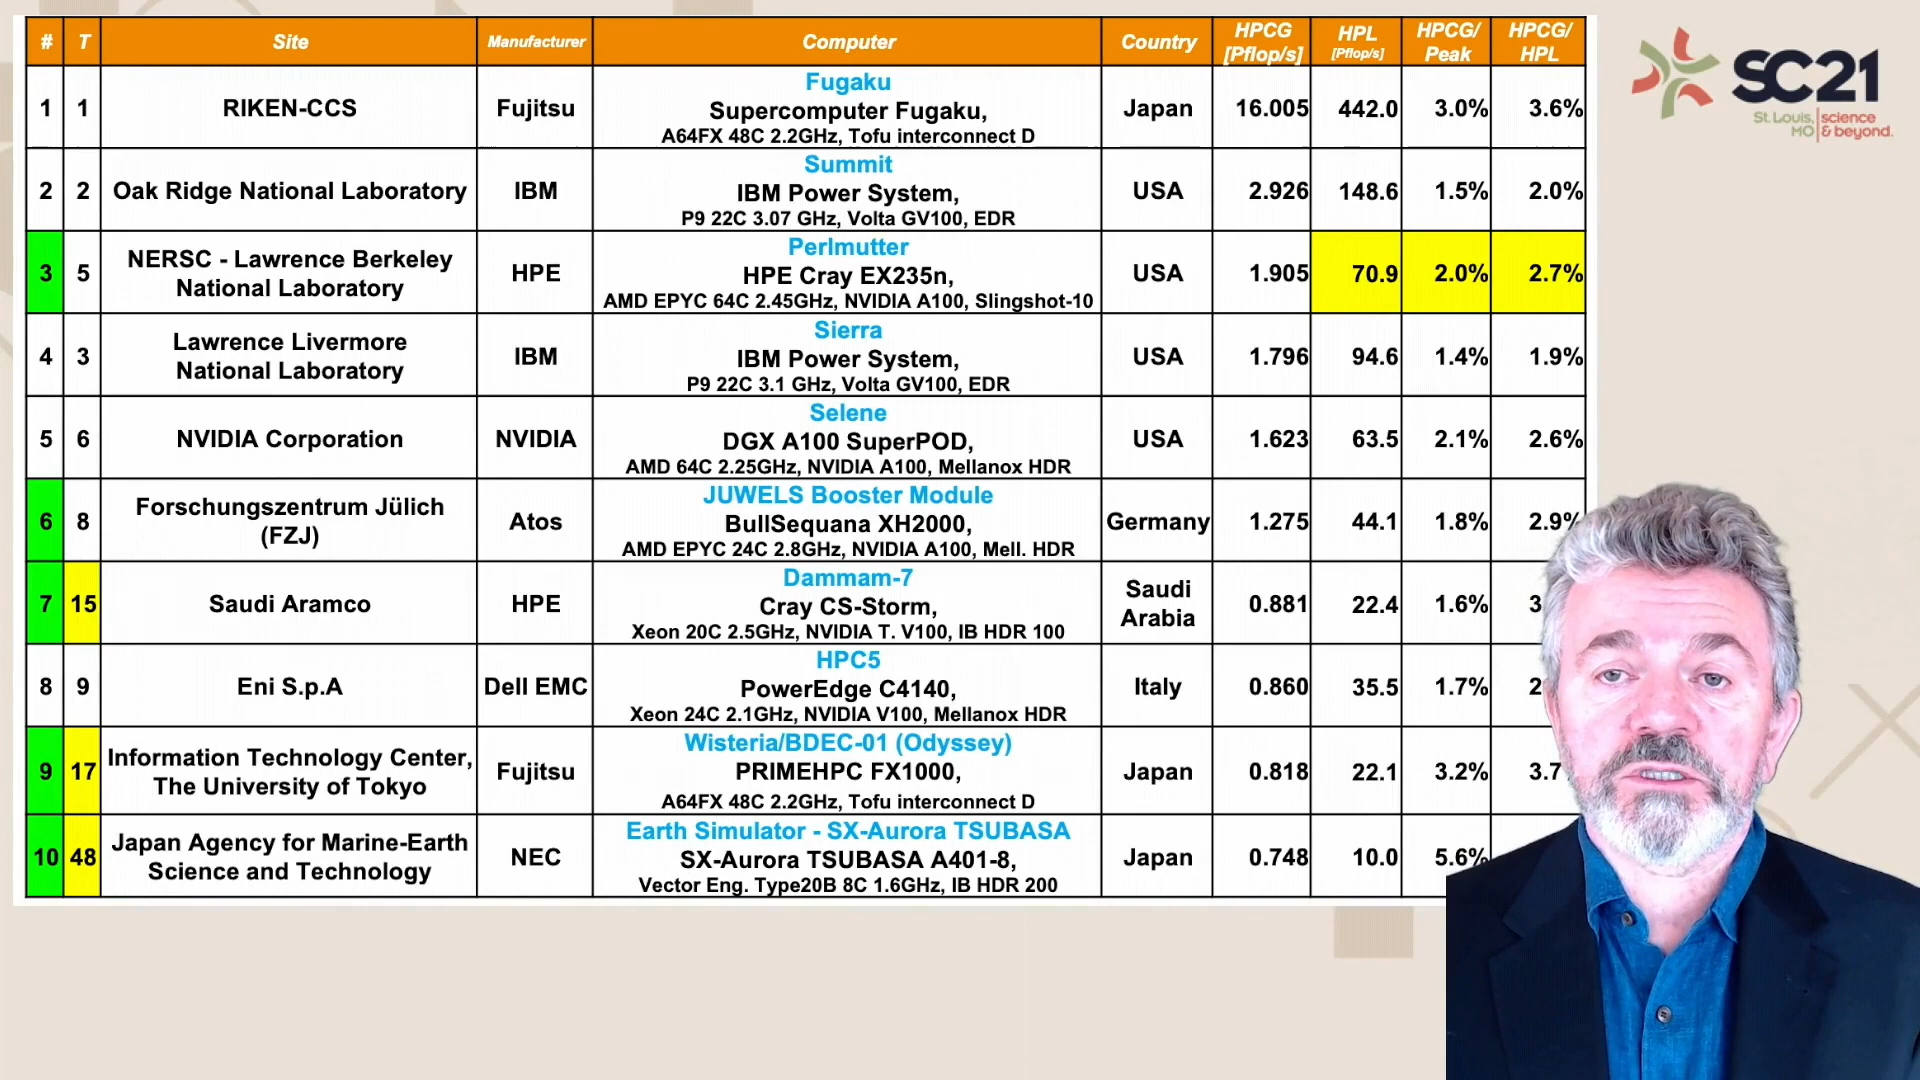 # T Site Manufacturer Computer Country HPCG [Pflop/s] HPL [Pflop/s] HPCG/ Peak HPCG/ HPL
1 1 RIKEN-CCS Fujitsu Fugaku Japan 16.005 442.0 3.0% 3.6%
Supercomputer Fugaku,
A64FX 48C 2.2GHz, Tofu interconnect D
2 2 Oak Ridge National Laboratory IBM Summit USA 2.926 148.6 1.5% 2.0%
IBM Power System,
P9 22C 3.07 GHz, Volta GV100, EDR
3 5 NERSC - Lawrence Berkeley National Laboratory HPE Perlmutter USA 1.905 70.9 2.0% 2.7%
HPE Cray EX235n,
AMD EPYC 64C 2.45GHz, NVIDIA A100, Slingshot-10
4 3 Lawrence Livermore National Laboratory IBM Sierra USA 1.796 94.6 1.4% 1.9%
IBM Power System,
P9 22C 3.1 GHz, Volta GV100, EDR
5 6 NVIDIA Corporation NVIDIA Selene USA 1.623 63.5 2.1% 2.6%
DGX A100 SuperPOD,
AMD 64C 2.25GHz, NVIDIA A100, Mellanox HDR
6 8 Forschungszentrum Jülich (FZJ) Atos JUWELS Booster Module Germany 1.275 44.1 1.8% 2.9%
BullSequana XH2000,
AMD EPYC 24C 2.8GHz, NVIDIA A100, Mell. HDR
7 15 Saudi Aramco HPE Dammam-7 Saudi Arabia 0.881 22.4 1.6% 3
Cray CS-Storm,
Xeon 20C 2.5GHz, NVIDIA T. V100, IB HDR 100
8 9 Eni S.p.A Dell EMC HPC5 Italy 0.860 35.5 1.7% 2
PowerEdge C4140,
Xeon 24C 2.1GHz, NVIDIA V100, Mellanox HDR
9 17 Information Technology Center, The University of Tokyo Fujitsu Wisteria/BDEC-01 (Odyssey) Japan 0.818 22.1 3.2% 3.7
PRIMEHPC FX1000,
A64FX 48C 2.2GHz, Tofu interconnect D
10 48 Japan Agency for Marine-Earth Science and Technology NEC Earth Simulator - SX-Aurora TSUBASA Japan 0.748 10.0 5.6%
SX-Aurora TSUBASA A401-8,
Vector Eng. Type20B 8C 1.6GHz, IB HDR 200
SC21
St. Louis, science
MO & beyond.